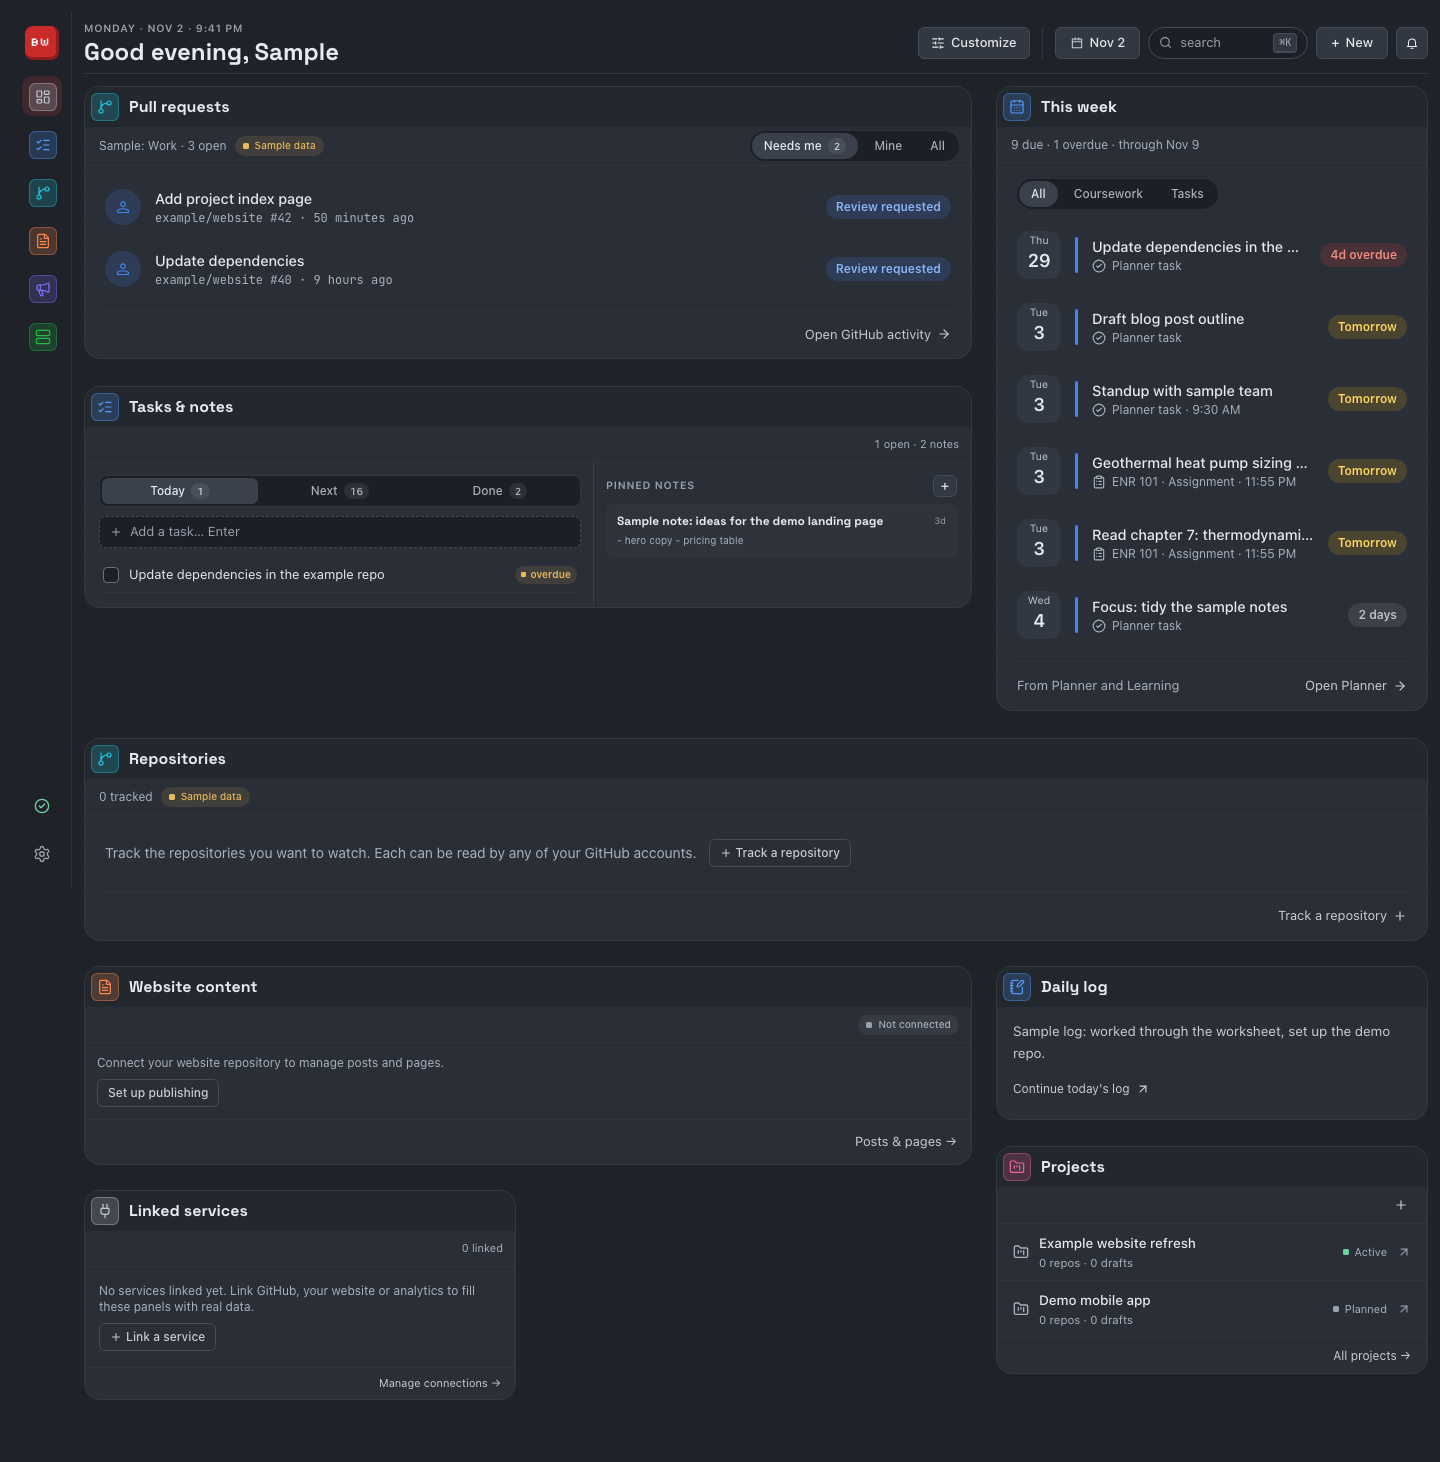 BW
MONDAY · NOV 2 · 9:41 PM
Good evening, Sample
Customize
Nov 2
search
⌘K
+ New
Pull requests
Sample: Work · 3 open
Sample data
Needs me 2
Mine
All
Add project index page
example/website #42 · 50 minutes ago
Review requested
Update dependencies
example/website #40 · 9 hours ago
Review requested
Open GitHub activity →
Tasks & notes
1 open · 2 notes
Today 1
Next 16
Done 2
+ Add a task... Enter
Update dependencies in the example repo
overdue
PINNED NOTES
+
Sample note: ideas for the demo landing page
3d
- hero copy - pricing table
This week
9 due · 1 overdue · through Nov 9
All
Coursework
Tasks
Thu
29
Update dependencies in the ...
Planner task
4d overdue
Tue
3
Draft blog post outline
Planner task
Tomorrow
Tue
3
Standup with sample team
Planner task · 9:30 AM
Tomorrow
Tue
3
Geothermal heat pump sizing ...
ENR 101 · Assignment · 11:55 PM
Tomorrow
Tue
3
Read chapter 7: thermodynami...
ENR 101 · Assignment · 11:55 PM
Tomorrow
Wed
4
Focus: tidy the sample notes
Planner task
2 days
From Planner and Learning
Open Planner →
Repositories
0 tracked
Sample data
Track the repositories you want to watch. Each can be read by any of your GitHub accounts.
+ Track a repository
Track a repository +
Website content
Not connected
Connect your website repository to manage posts and pages.
Set up publishing
Posts & pages →
Daily log
Sample log: worked through the worksheet, set up the demo
repo.
Continue today's log ↗
Projects
+
Example website refresh
0 repos · 0 drafts
Active ↗
Demo mobile app
0 repos · 0 drafts
Planned ↗
All projects →
Linked services
0 linked
No services linked yet. Link GitHub, your website or analytics to fill
these panels with real data.
+ Link a service
Manage connections →